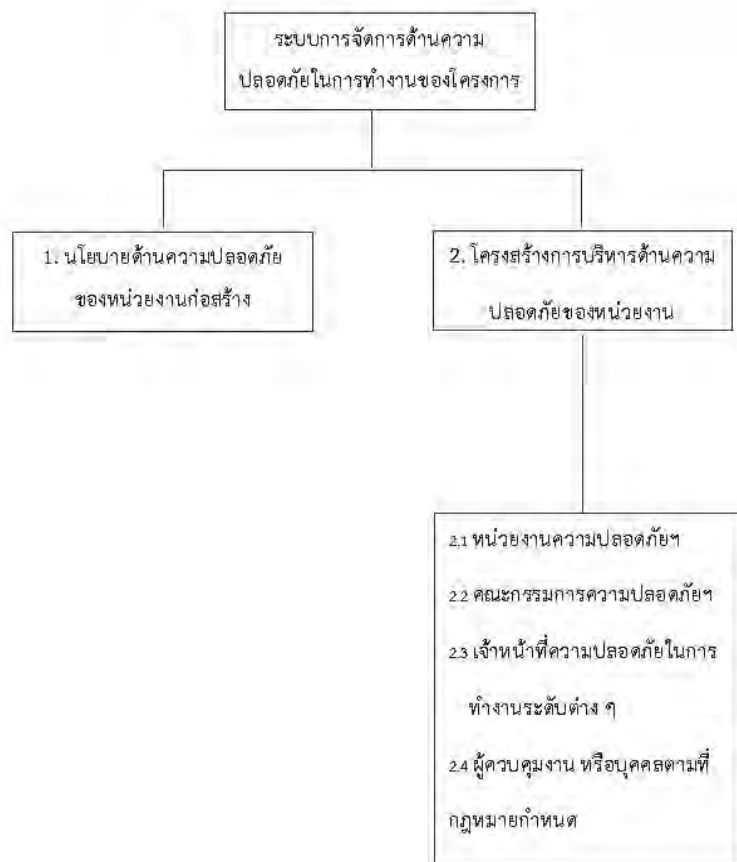 ระบบการจัดการด้านความ
ปลอดภัยในการทำงานของโครงการ
1. นโยบายด้านความปลอดภัย
ของหน่วยงานก่อสร้าง
2. โครงสร้างการบริหารด้านความ
ปลอดภัยของหน่วยงาน
2.1 หน่วยงานความปลอดภัยฯ
2.2 คณะกรรมการความปลอดภัยฯ
2.3 เจ้าหน้าที่ความปลอดภัยในการ
ทำงานระดับต่าง ๆ
2.4 ผู้ควบคุมงาน หรือบุคคลตามที่
กฎหมายกำหนด